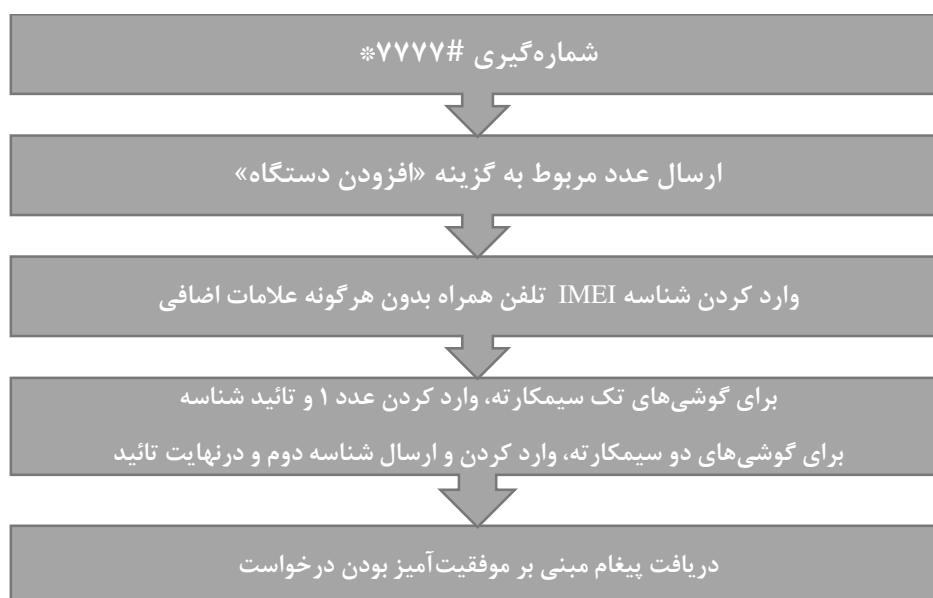 شماره‌گیری #۷۷۷۷*
ارسال عدد مربوط به گزینه «افزودن دستگاه»
وارد کردن شناسه IMEI تلفن همراه بدون هرگونه علامات اضافی
برای گوشی‌های تک سیمکارته، وارد کردن عدد ۱ و تائید شناسه
برای گوشی‌های دو سیمکارته، وارد کردن و ارسال شناسه دوم و درنهایت تائید
دریافت پیغام مبنی بر موفقیت‌آمیز بودن درخواست